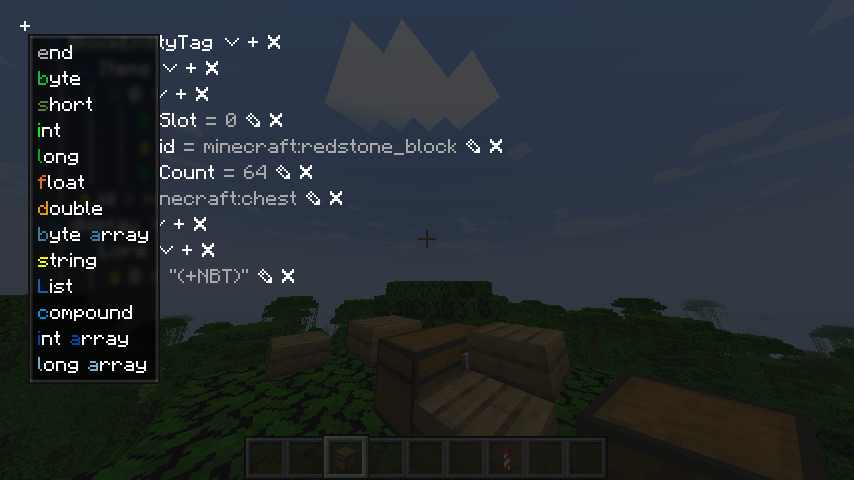 +
end
byte
short
int
long
float
double
byte array
string
List
compound
int array
long array
tyTag
+
+
+
Slot = 0
id = minecraft:redstone_block
Count = 64
necraft:chest
+
+
"(+NBT)"